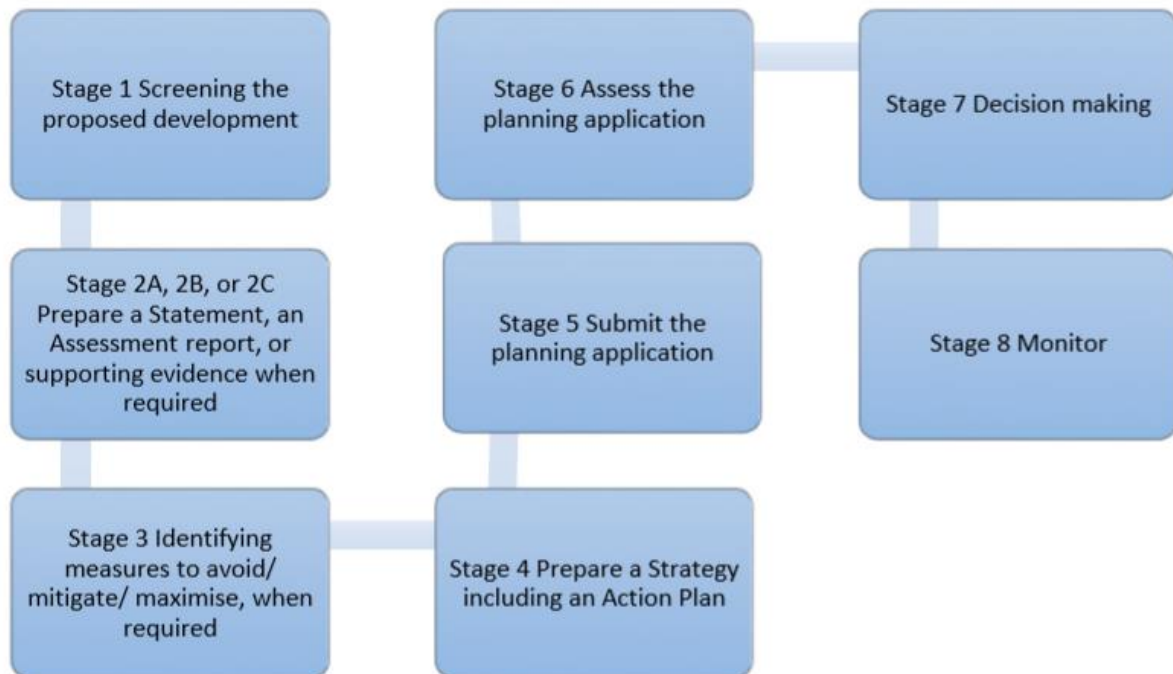 Stage 1 Screening the
proposed development
Stage 2A, 2B, or 2C
Prepare a Statement, an
Assessment report, or
supporting evidence when
required
Stage 3 Identifying
measures to avoid/
mitigate/ maximise, when
required
Stage 4 Prepare a Strategy
including an Action Plan
Stage 5 Submit the
planning application
Stage 6 Assess the
planning application
Stage 7 Decision making
Stage 8 Monitor